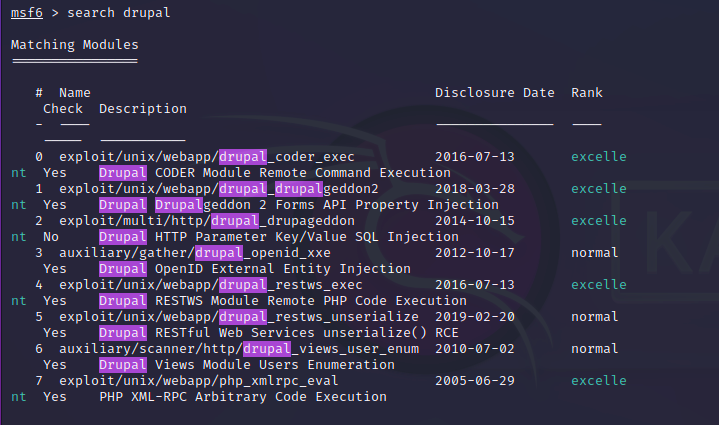 msf6 > search drupal
Matching Modules
================
# Name Disclosure Date Rank
Check Description
- ---- --------------- ----
----- -----------
0 exploit/unix/webapp/drupal_coder_exec 2016-07-13 excelle
nt Yes Drupal CODER Module Remote Command Execution
1 exploit/unix/webapp/drupal_drupalgeddon2 2018-03-28 excelle
nt Yes Drupal Drupalgeddon 2 Forms API Property Injection
2 exploit/multi/http/drupal_drupageddon 2014-10-15 excelle
nt No Drupal HTTP Parameter Key/Value SQL Injection
3 auxiliary/gather/drupal_openid_xxe 2012-10-17 normal
Yes Drupal OpenID External Entity Injection
4 exploit/unix/webapp/drupal_restws_exec 2016-07-13 excelle
nt Yes Drupal RESTWS Module Remote PHP Code Execution
5 exploit/unix/webapp/drupal_restws_unserialize 2019-02-20 normal
Yes Drupal RESTful Web Services unserialize() RCE
6 auxiliary/scanner/http/drupal_views_user_enum 2010-07-02 normal
Yes Drupal Views Module Users Enumeration
7 exploit/unix/webapp/php_xmlrpc_eval 2005-06-29 excelle
nt Yes PHP XML-RPC Arbitrary Code Execution
KA